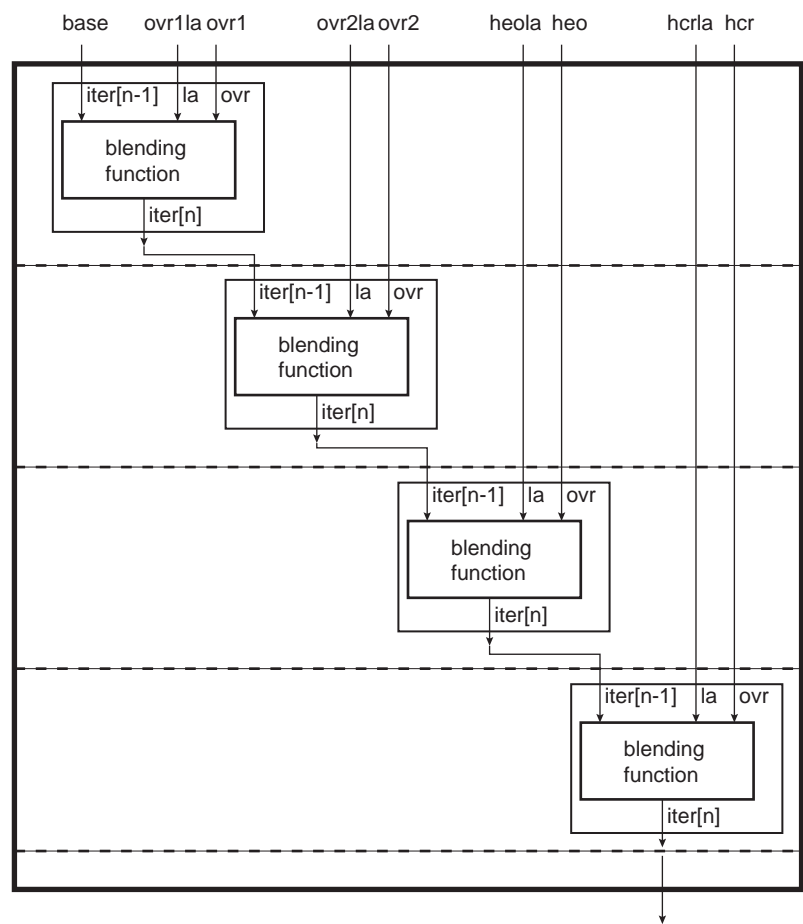 base ovr1la ovr1 ovr2la ovr2 heola heo hcrla hcr
iter[n-1] la ovr
blending
function
iter[n]
iter[n-1] la ovr
blending
function
iter[n]
iter[n-1] la ovr
blending
function
iter[n]
iter[n-1] la ovr
blending
function
iter[n]